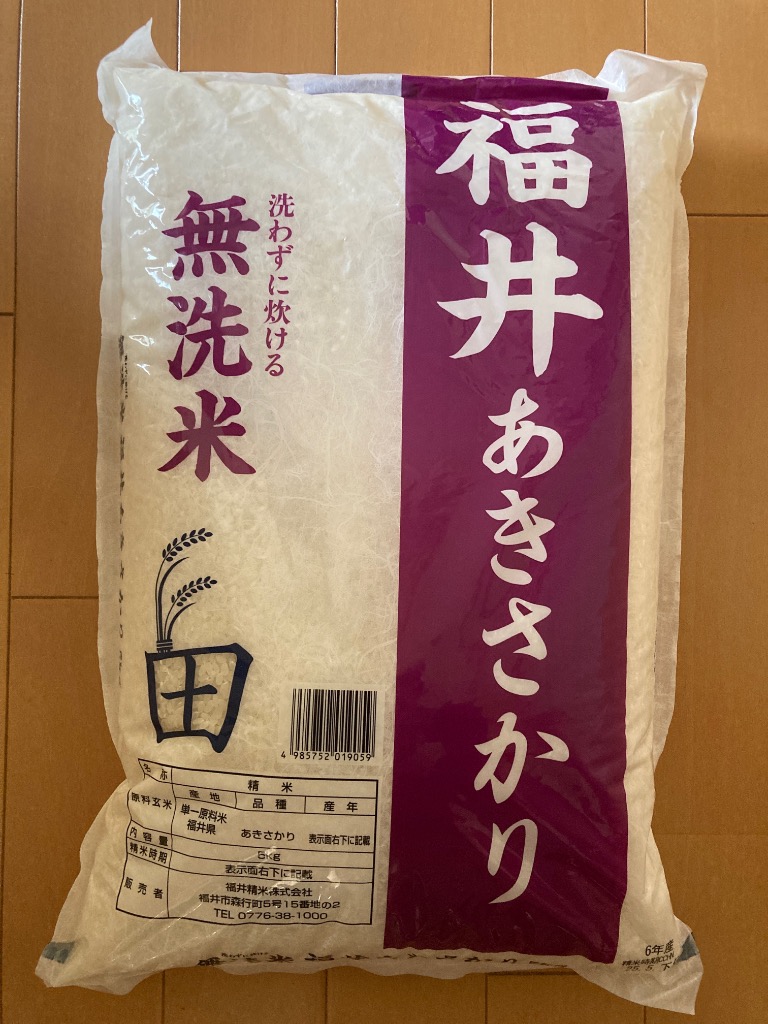 福井あきさかり
洗わずに炊ける
無洗米
田
4 985752 019059
名称 精米
原料玄米 産地 品種 産年
単一原料米
福井県 あきさかり 表示面右下に記載
内容量 5kg
精米時期 表示面右下に記載
販売者 福井精米株式会社
福井市森行町5号15番地の2
TEL 0776-38-1000
6年産
25. 5. 下